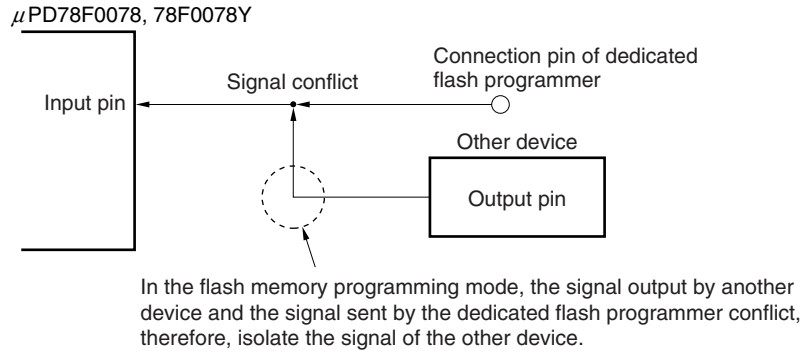 μPD78F0078, 78F0078Y
Connection pin of dedicated
flash programmer
Signal conflict
Input pin
Other device
Output pin
In the flash memory programming mode, the signal output by another
device and the signal sent by the dedicated flash programmer conflict,
therefore, isolate the signal of the other device.